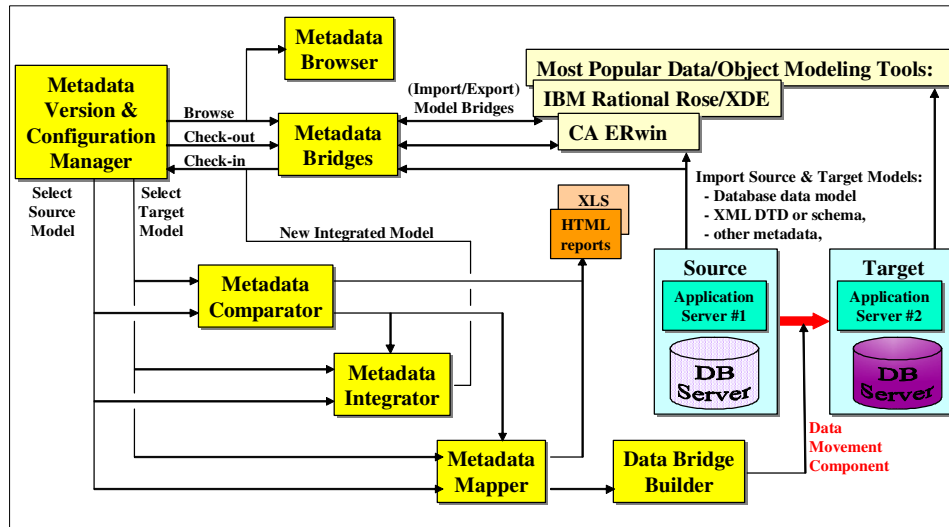 Metadata
Browser
Metadata
Version &
Configuration
Manager
Browse
Check-out
Check-in
Metadata
Bridges
(Import/Export)
Model Bridges
Most Popular Data/Object Modeling Tools:
IBM Rational Rose/XDE
CA ERwin
Select
Source
Model
Select
Target
Model
Import Source & Target Models:
- Database data model
- XML DTD or schema,
- other metadata,
XLS
HTML
reports
New Integrated Model
Metadata
Comparator
Metadata
Integrator
Metadata
Mapper
Data Bridge
Builder
Source
Application
Server #1
DB
Server
Target
Application
Server #2
DB
Server
Data
Movement
Component